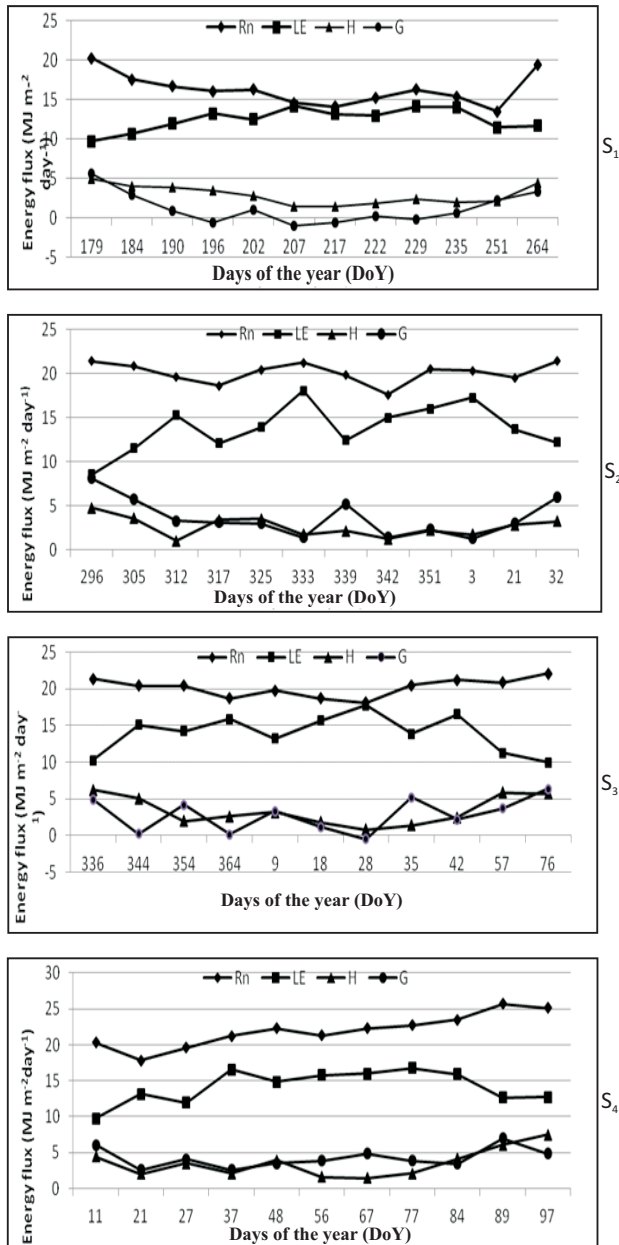 Rn LE H G
Energy flux (MJ m-² day-¹)
25
20
15
10
5
0
-5
179 184 190 196 202 207 217 222 229 235 251 264
Days of the year (DoY)
S1
Rn LE H G
Energy flux (MJ m-² day-¹)
25
20
15
10
5
0
296 305 312 317 325 333 339 342 351 3 21 32
Days of the year (DoY)
S2
Rn LE H G
Energy flux (MJ m-² day-¹)
25
20
15
10
5
0
-5
336 344 354 364 9 18 28 35 42 57 76
Days of the year (DoY)
S3
Rn LE H G
Energy flux (MJ m-²day-¹)
30
25
20
15
10
5
0
11 21 27 37 48 56 67 77 84 89 97
Days of the year (DoY)
S4